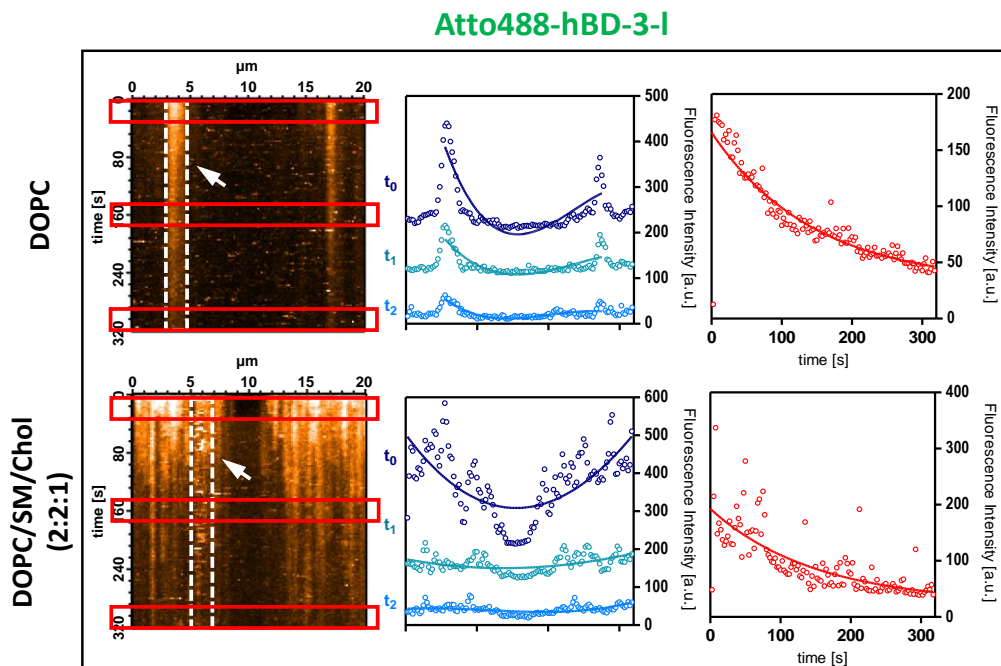 Atto488-hBD-3-l
DOPC
µm
0 5 10 15 20
time [s]
0 80 160 240 320
t0
t1
t2
500
400
300
200
100
0
Fluorescence Intensity [a.u.]
200
150
100
50
0
Fluorescence Intensity [a.u.]
0 100 200 300
time [s]
DOPC/SM/Chol
(2:2:1)
µm
0 5 10 15 20
time [s]
0 80 160 240 320
t0
t1
t2
600
500
400
300
200
100
0
Fluorescence Intensity [a.u.]
400
300
200
100
0
Fluorescence Intensity [a.u.]
0 100 200 300
time [s]